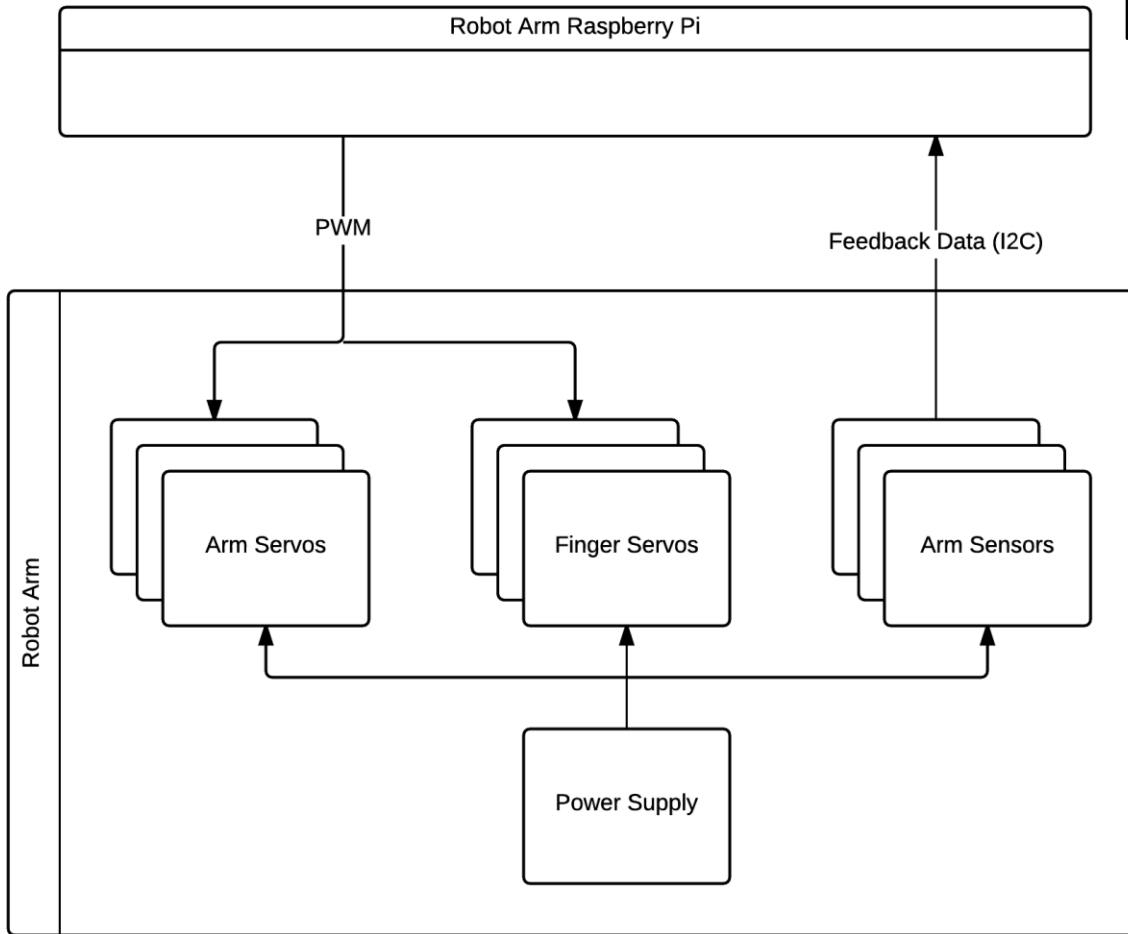 Robot Arm Raspberry Pi
PWM
Feedback Data (I2C)
Robot Arm
Arm Servos
Finger Servos
Arm Sensors
Power Supply